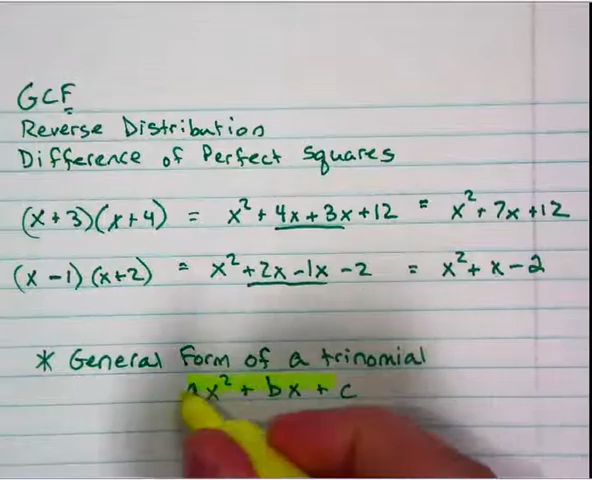 GCF
Reverse Distribution
Difference of Perfect Squares
(x+3)(x+4) = x² + 4x + 3x + 12 = x² + 7x + 12
(x-1)(x+2) = x² + 2x - 1x - 2 = x² + x - 2
* General Form of a trinomial
ax² + bx + c